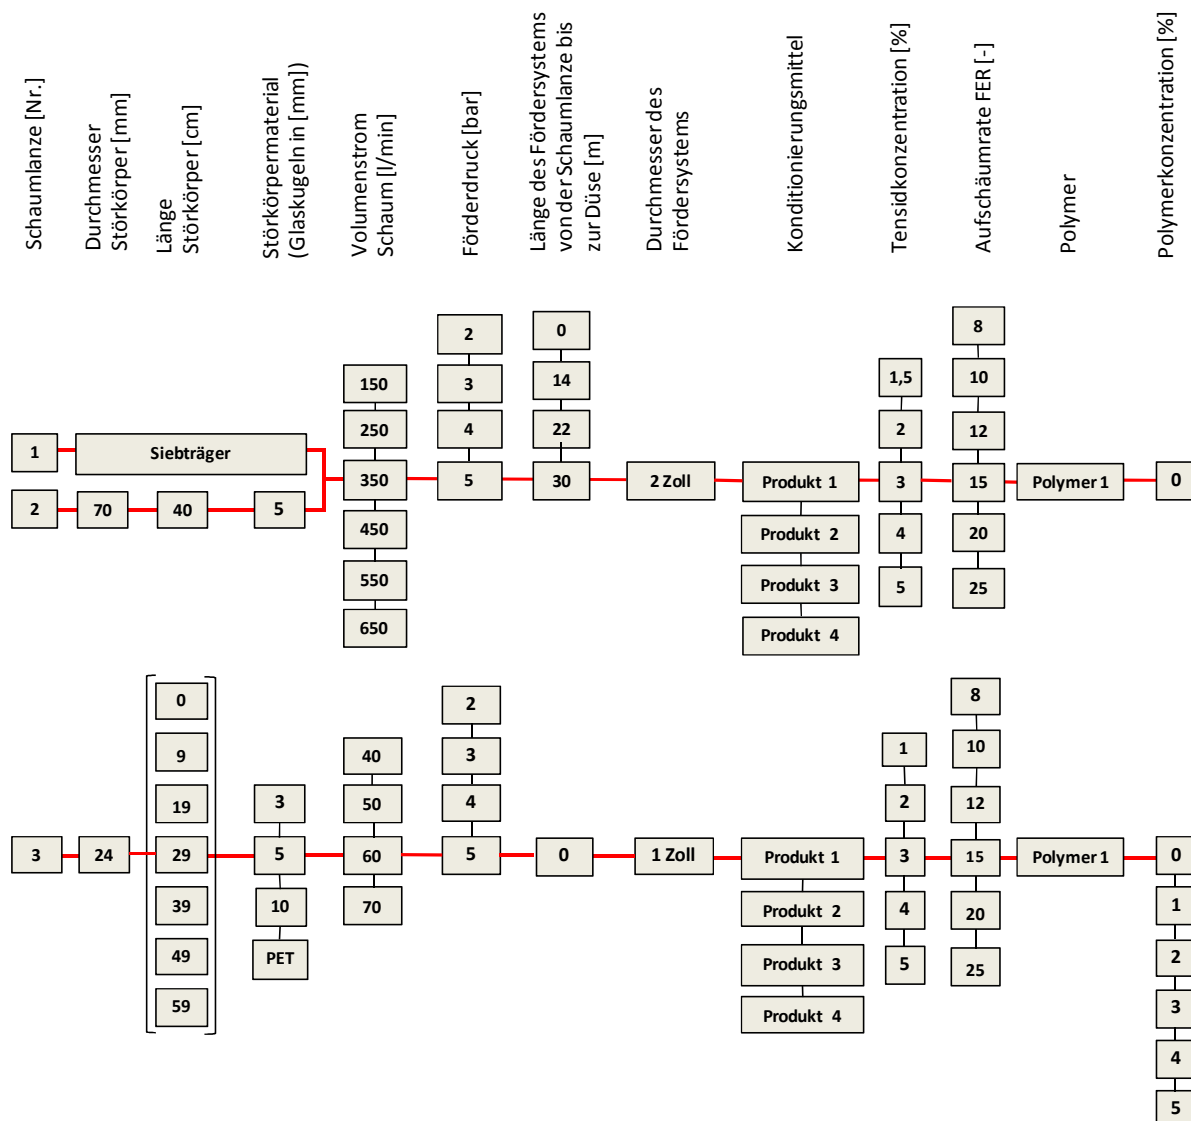 Schaumlanze [Nr.]
Durchmesser
Störkörper [mm]
Länge
Störkörper [cm]
Störkörpermaterial
(Glaskugeln in [mm])
Volumenstrom
Schaum [l/min]
Förderdruck [bar]
Länge des Fördersystems
von der Schaumlanze bis
zur Düse [m]
Durchmesser des
Fördersystems
Konditionierungsmittel
Tensidkonzentration [%]
Aufschäumrate FER [-]
Polymer
Polymerkonzentration [%]
1
Siebträger
2
70
40
5
150
250
350
450
550
650
2
3
4
5
0
14
22
30
2 Zoll
Produkt 1
Produkt 2
Produkt 3
Produkt 4
1,5
2
3
4
5
8
10
12
15
20
25
Polymer 1
0
3
24
0
9
19
29
39
49
59
3
5
10
PET
40
50
60
70
2
3
4
5
0
1 Zoll
Produkt 1
Produkt 2
Produkt 3
Produkt 4
1
2
3
4
5
8
10
12
15
20
25
Polymer 1
0
1
2
3
4
5